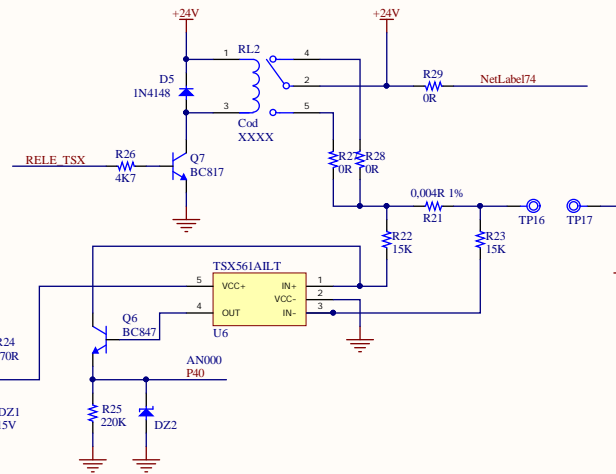 +24V
+24V
1
RL2
4
2
R29
0R
NetLabel74
D5
1N4148
3
5
Cod
XXXX
RELE_TSX
R26
4K7
Q7
BC817
R27
0R
R28
0R
0,004R 1%
R21
TP16
TP17
R22
15K
R23
15K
TSX561AILT
5
VCC+
IN+
1
VCC-
2
4
OUT
IN-
3
U6
Q6
BC847
R24
70R
AN000
P40
DZ1
15V
R25
220K
DZ2